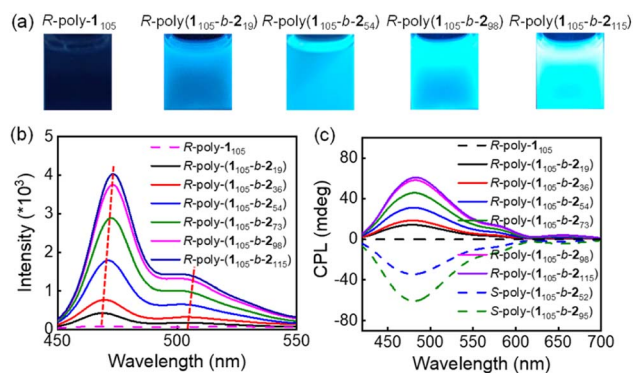 (a) R-poly-1₁₀₅ R-poly(1₁₀₅-b-2₁₉) R-poly(1₁₀₅-b-2₅₄) R-poly(1₁₀₅-b-2₉₈) R-poly(1₁₀₅-b-2₁₁₅)
(b)
5
4
3
2
1
0
Intensity (*10³)
R-poly-1₁₀₅
R-poly-(1₁₀₅-b-2₁₉)
R-poly-(1₁₀₅-b-2₃₆)
R-poly-(1₁₀₅-b-2₅₄)
R-poly-(1₁₀₅-b-2₇₃)
R-poly-(1₁₀₅-b-2₉₈)
R-poly-(1₁₀₅-b-2₁₁₅)
450 500 550
Wavelength (nm)
(c)
80
40
0
-40
-80
CPL (mdeg)
R-poly-1₁₀₅
R-poly-(1₁₀₅-b-2₁₉)
R-poly-(1₁₀₅-b-2₃₆)
R-poly-(1₁₀₅-b-2₅₄)
R-poly-(1₁₀₅-b-2₇₃)
R-poly-(1₁₀₅-b-2₉₈)
R-poly-(1₁₀₅-b-2₁₁₅)
S-poly-(1₁₀₅-b-2₅₂)
S-poly-(1₁₀₅-b-2₉₅)
450 500 550 600 650 700
Wavelength (nm)